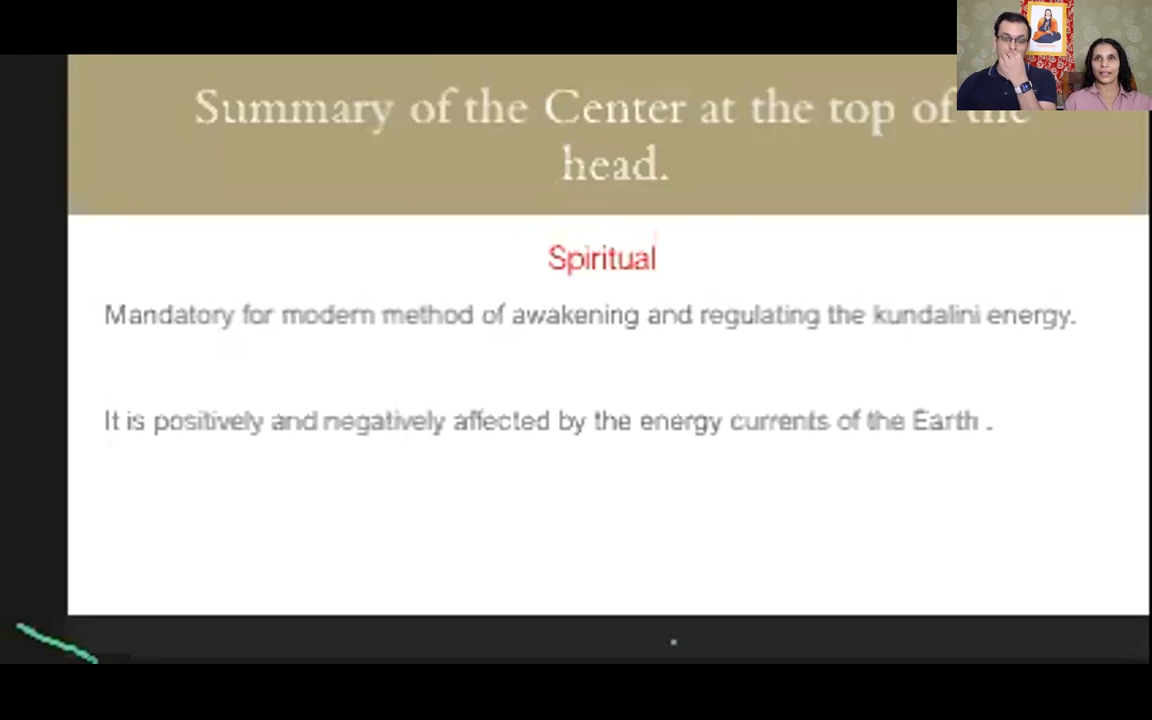 Summary of the Center at the top of the
head.
Spiritual
Mandatory for modern method of awakening and regulating the kundalini energy.
It is positively and negatively affected by the energy currents of the Earth .